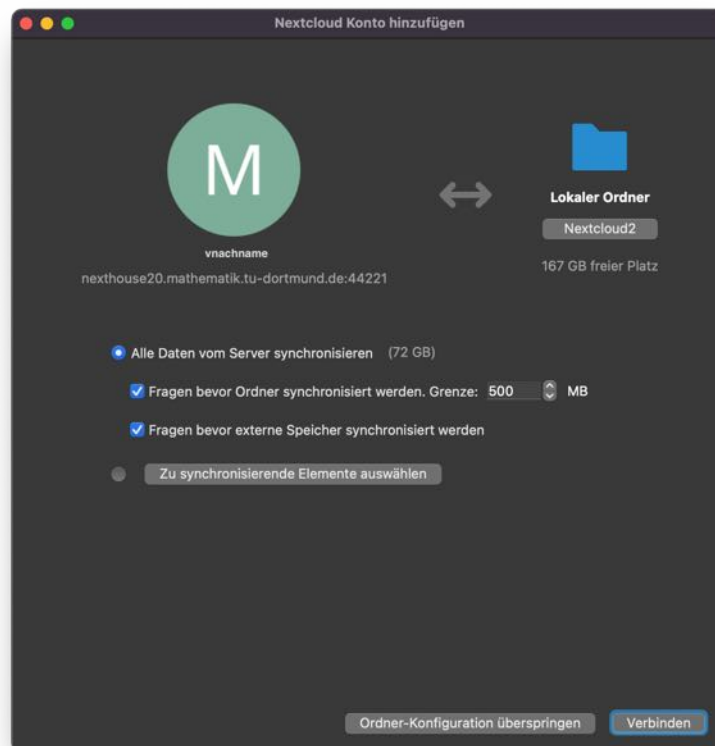 Nextcloud Konto hinzufügen
M
vnachname
nexthouse20.mathematik.tu-dortmund.de:44221
Lokaler Ordner
Nextcloud2
167 GB freier Platz
Alle Daten vom Server synchronisieren (72 GB)
Fragen bevor Ordner synchronisiert werden. Grenze: 500 MB
Fragen bevor externe Speicher synchronisiert werden
Zu synchronisierende Elemente auswählen
Ordner-Konfiguration überspringen Verbinden